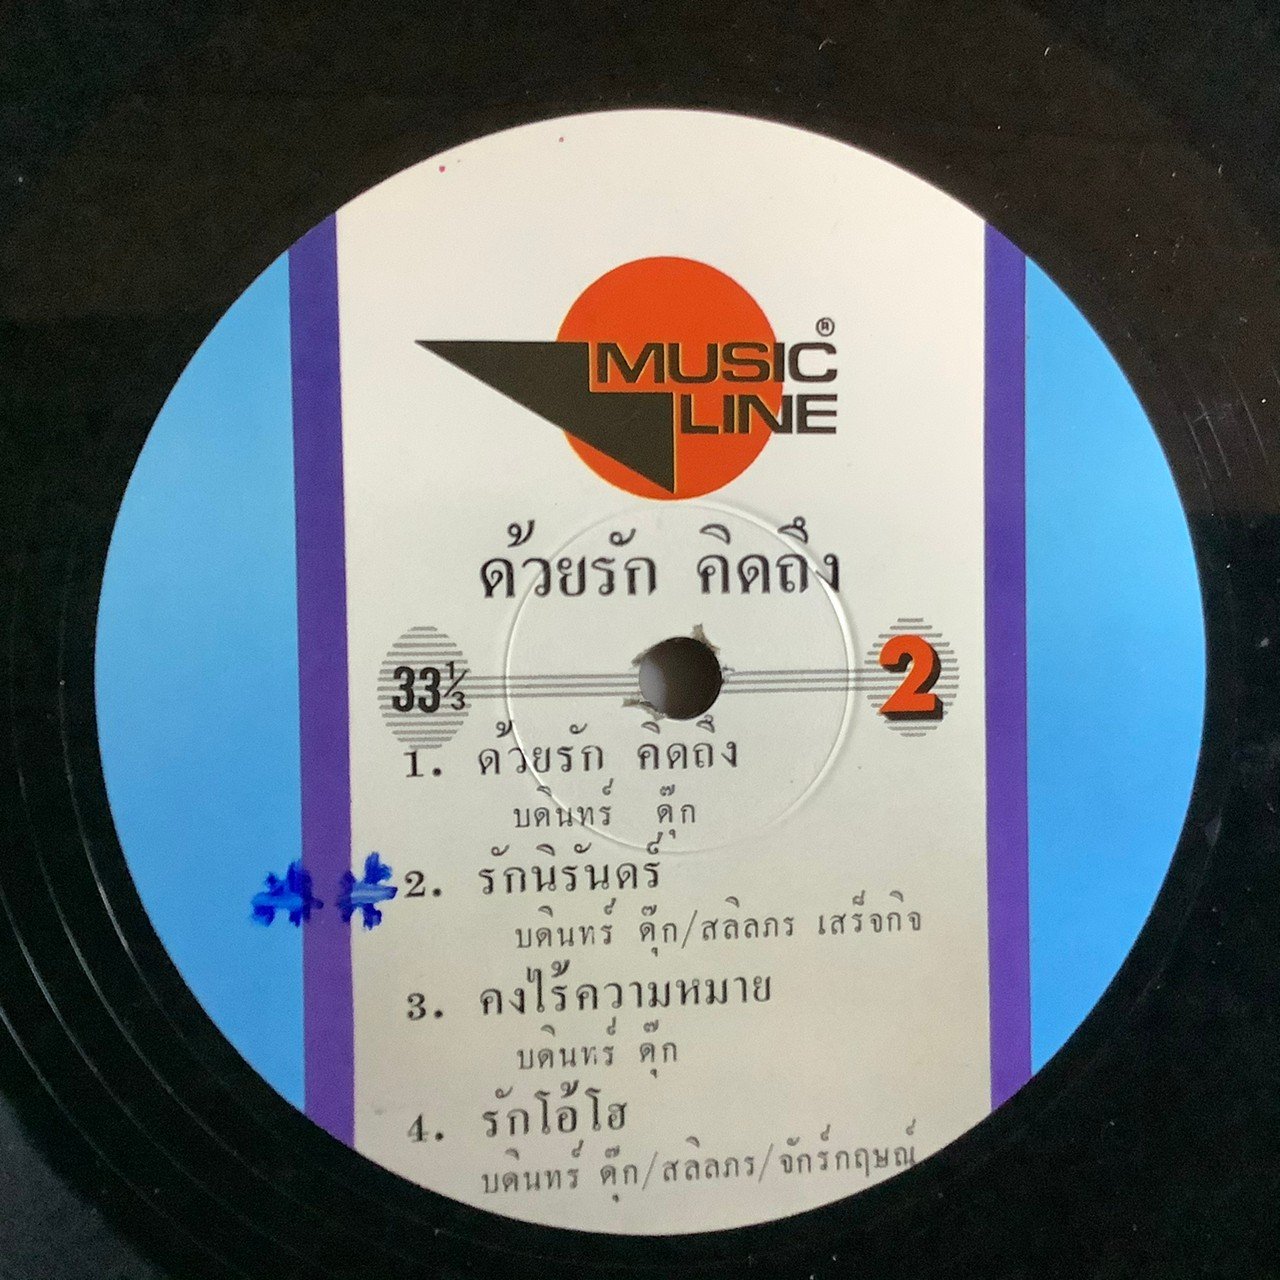 ®
MUSIC
LINE
ด้วยรัก คิดถึง
33⅓
2
1. ด้วยรัก คิดถึง
บดินทร์ ดุ๊ก
2. รักนิรันดร์
บดินทร์ ดุ๊ก/สลิลภร เสร็จกิจ
3. คงไร้ความหมาย
บดินทร์ ดุ๊ก
4. รักโอ้โฮ
บดินทร์ ดุ๊ก/สลิลภร/จักร์กฤษณ์